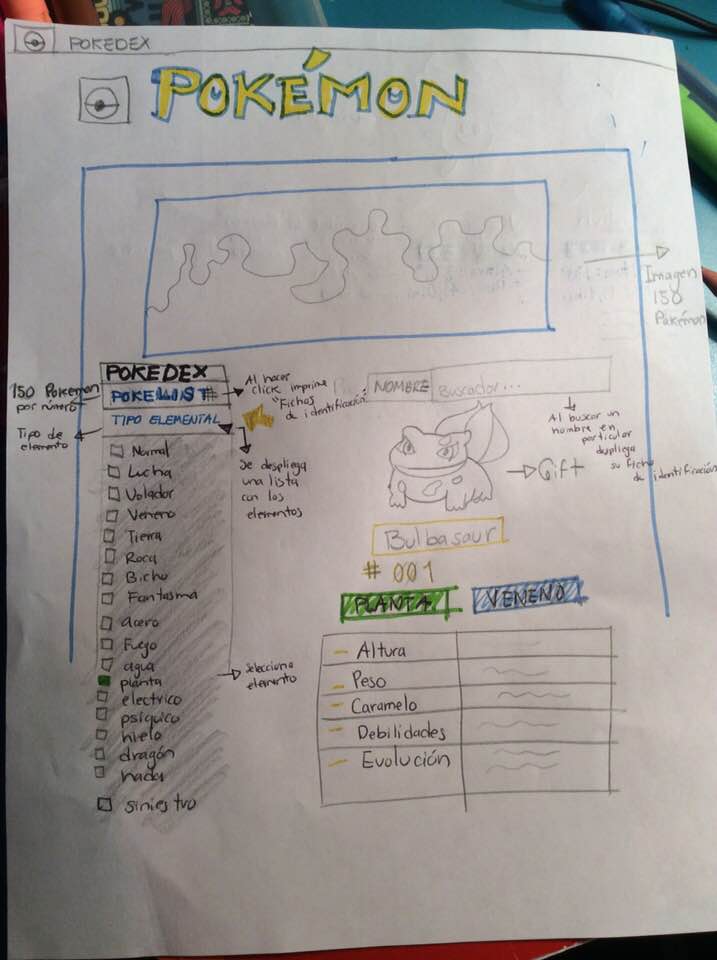 POKEDEX
POKÉMON
Imagen
150
Pokémon
POKEDEX
POKELIST #
TIPO ELEMENTAL
150 Pokemon
por número
Tipo de
elemento
Al hacer
click imprime
"Fichas
de identificación"
NOMBRE Buscador...
Al buscar un
nombre en
particular
despliega
su ficha
de identificación
Se despliega
una lista
con los
elementos
Normal
Lucha
Volador
Veneno
Tierra
Roca
Bicho
Fantasma
acero
Fuego
agua
planta
electrico
psíquico
hielo
dragón
hada
siniestro
Selecciona
elemento
Gift
Bulbasaur
# 001
PLANTA VENENO
Altura
Peso
Caramelo
Debilidades
Evolución